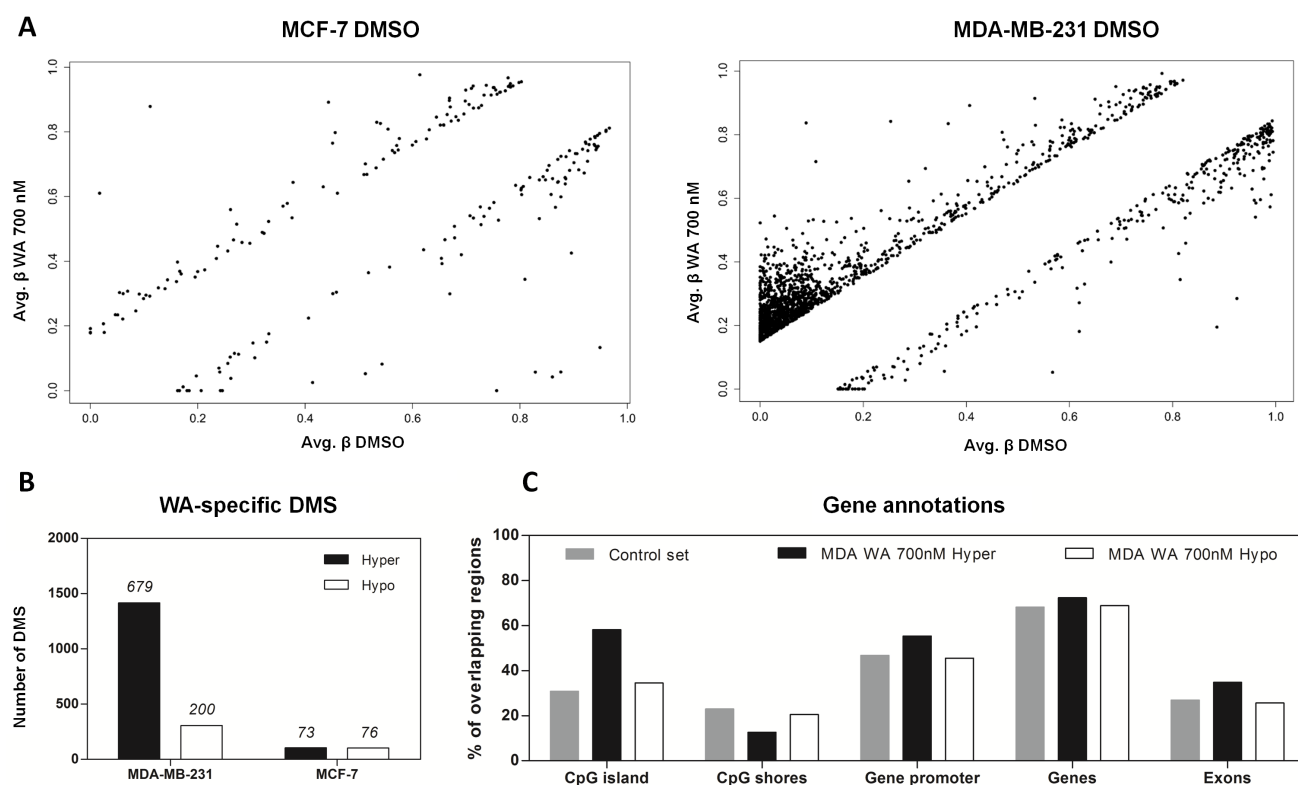 A
MCF-7 DMSO
MDA-MB-231 DMSO
Avg. β WA 700 nM
1.0
0.8
0.6
0.4
0.2
0.0
0.0 0.2 0.4 0.6 0.8 1.0
Avg. β DMSO
Avg. β WA 700 nM
1.0
0.8
0.6
0.4
0.2
0.0
0.0 0.2 0.4 0.6 0.8 1.0
Avg. β DMSO
B
WA-specific DMS
Number of DMS
2000
1500
1000
500
0
Hyper
Hypo
679
200
73
76
MDA-MB-231 MCF-7
C
Gene annotations
% of overlapping regions
100
80
60
40
20
0
Control set MDA WA 700nM Hyper MDA WA 700nM Hypo
CpG island CpG shores Gene promoter Genes Exons